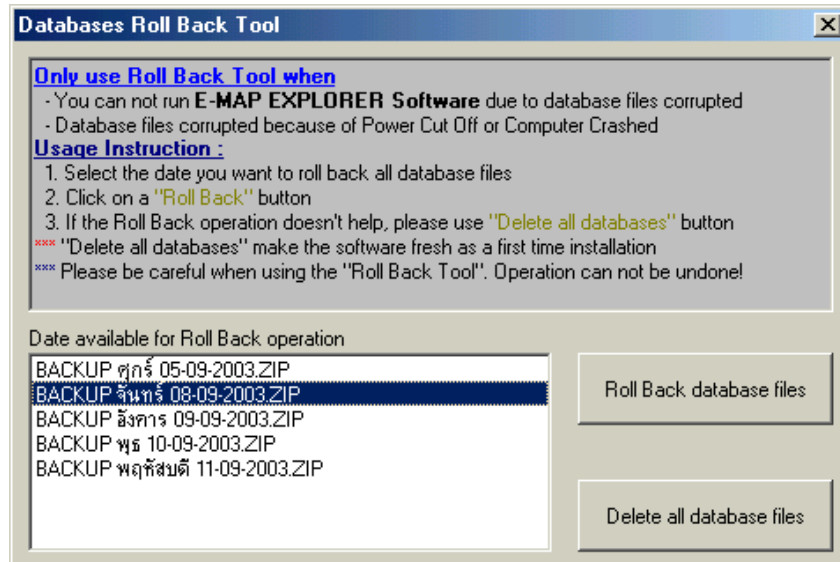 Databases Roll Back Tool
Only use Roll Back Tool when
- You can not run E-MAP EXPLORER Software due to database files corrupted
- Database files corrupted because of Power Cut Off or Computer Crashed
Usage Instruction :
1. Select the date you want to roll back all database files
2. Click on a "Roll Back" button
3. If the Roll Back operation doesn't help, please use "Delete all databases" button
*** "Delete all databases" make the software fresh as a first time installation
*** Please be careful when using the "Roll Back Tool". Operation can not be undone!
Date available for Roll Back operation
BACKUP ศุกร์ 05-09-2003.ZIP
BACKUP จันทร์ 08-09-2003.ZIP
BACKUP อังคาร 09-09-2003.ZIP
BACKUP พุธ 10-09-2003.ZIP
BACKUP พฤหัสบดี 11-09-2003.ZIP
Roll Back database files
Delete all database files